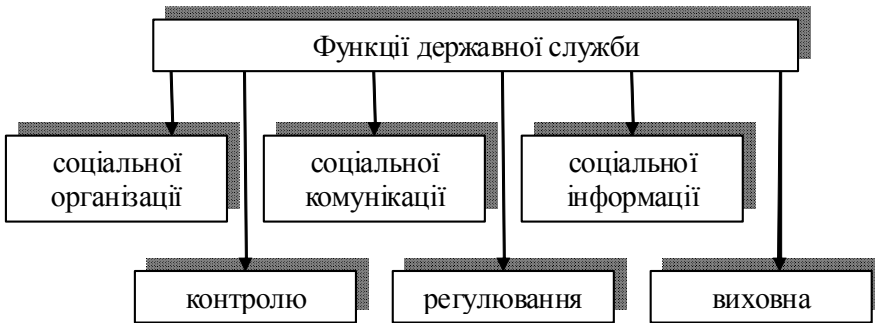 Функції державної служби
соціальної
організації
соціальної
комунікації
соціальної
інформації
контролю
регулювання
виховна